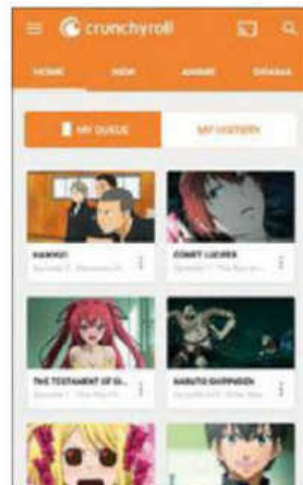 crunchyroll
HOME NEW ANIME DRAMA
MY QUEUE MY HISTORY
HAIKYU!! COMET LUCIFER
THE TESTAMENT OF SI... NARUTO SHIPPUDEN